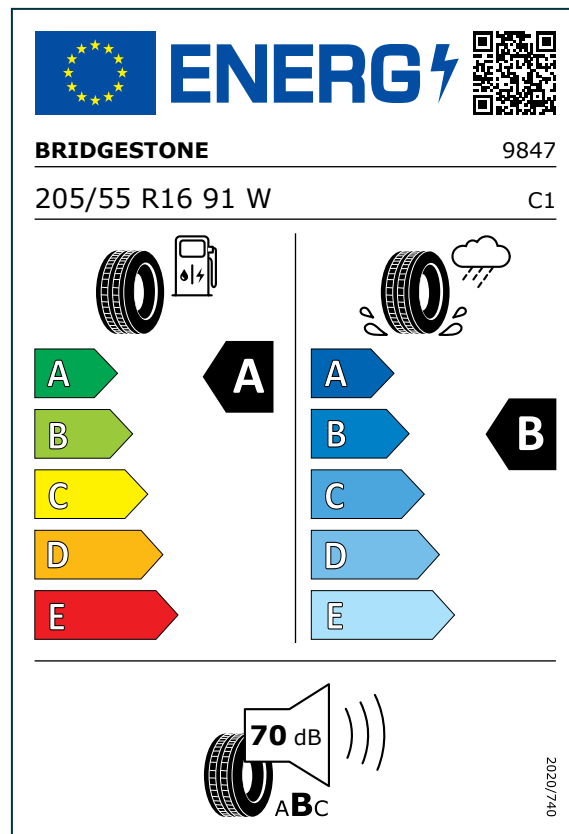 ENERG
BRIDGESTONE 9847
205/55 R16 91 W C1
A A
B
C
D
E
A
B B
C
D
E
70 dB
ABC
2020/740